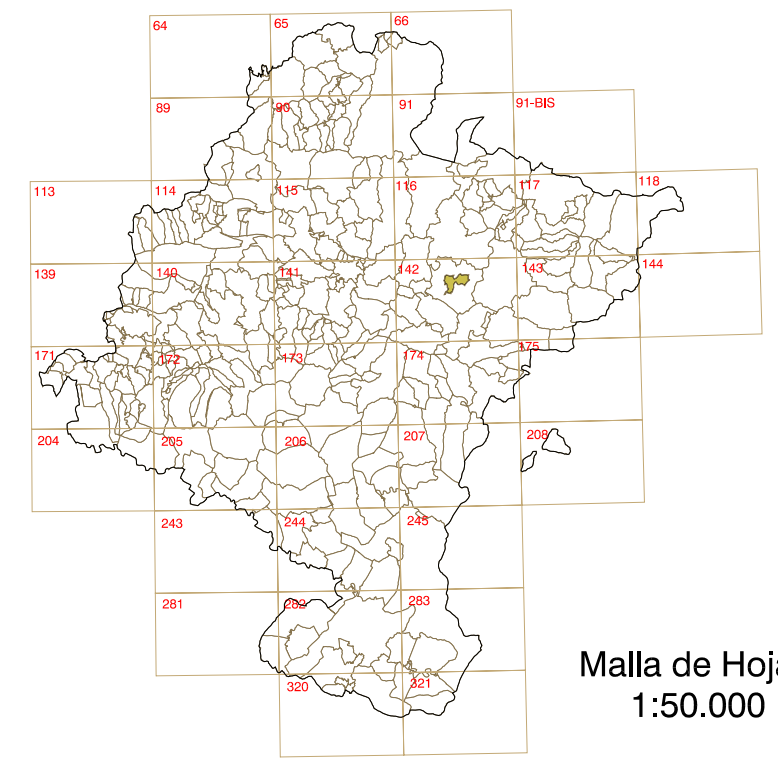 64 65 66
89 90 91 91-BIS
113 114 115 116 117 118
139 140 141 142 143 144
171 172 173 174 175
204 205 206 207 208
243 244 245
281 282 283
320 321
Malla de Hoja
1:50.000